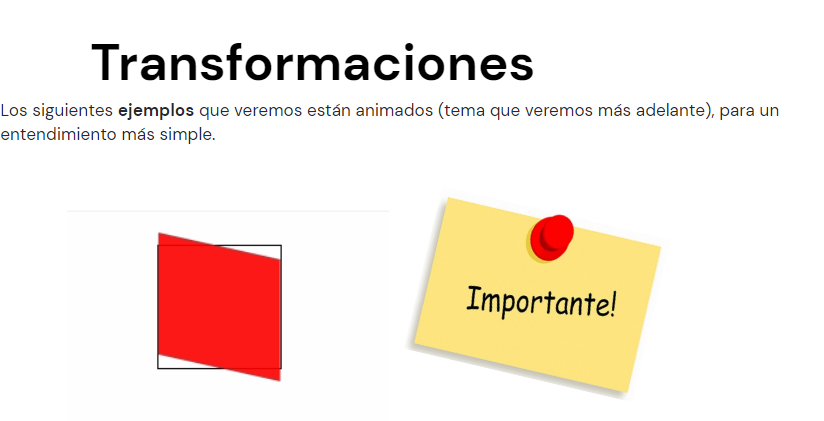 Transformaciones
Los siguientes ejemplos que veremos están animados (tema que veremos más adelante), para un
entendimiento más simple.
Importante!